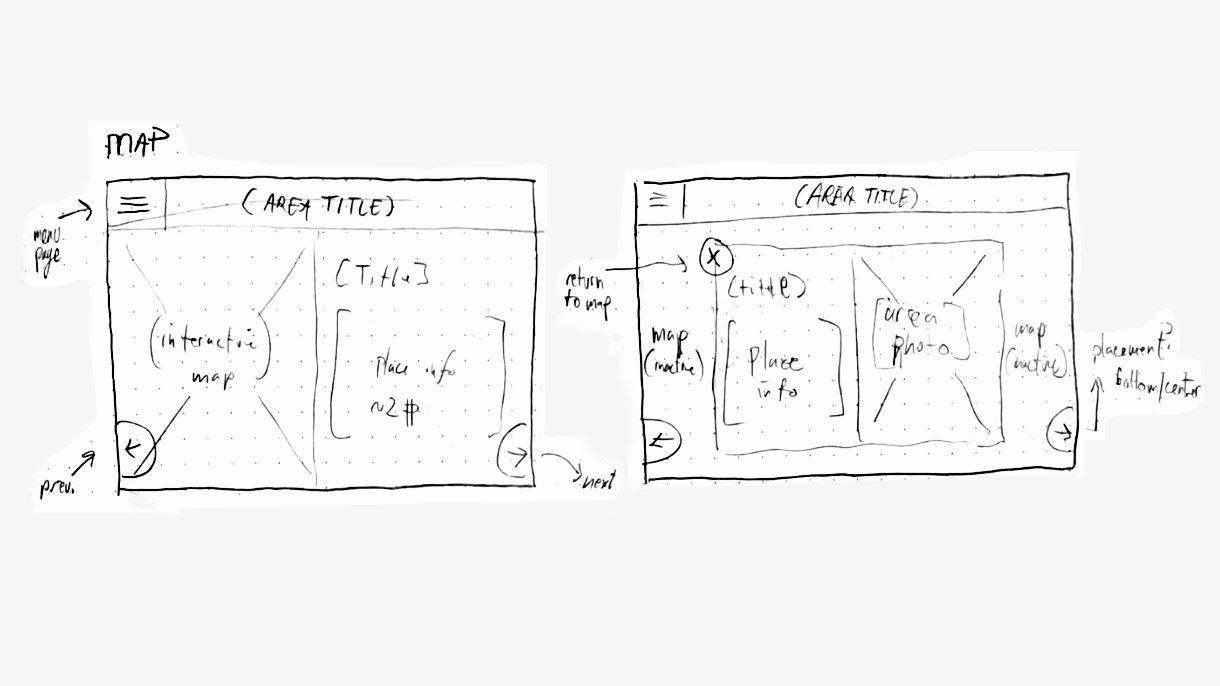 MAP
(AREA TITLE)
menu
page
[Title]
(interactive)
map
Place info
~2 ¶
prev.
next
(AREA TITLE)
return
to map
X
(title)
map
(inactive)
Place
info
[area
photo]
map
(inactive)
placement?
bottom/center